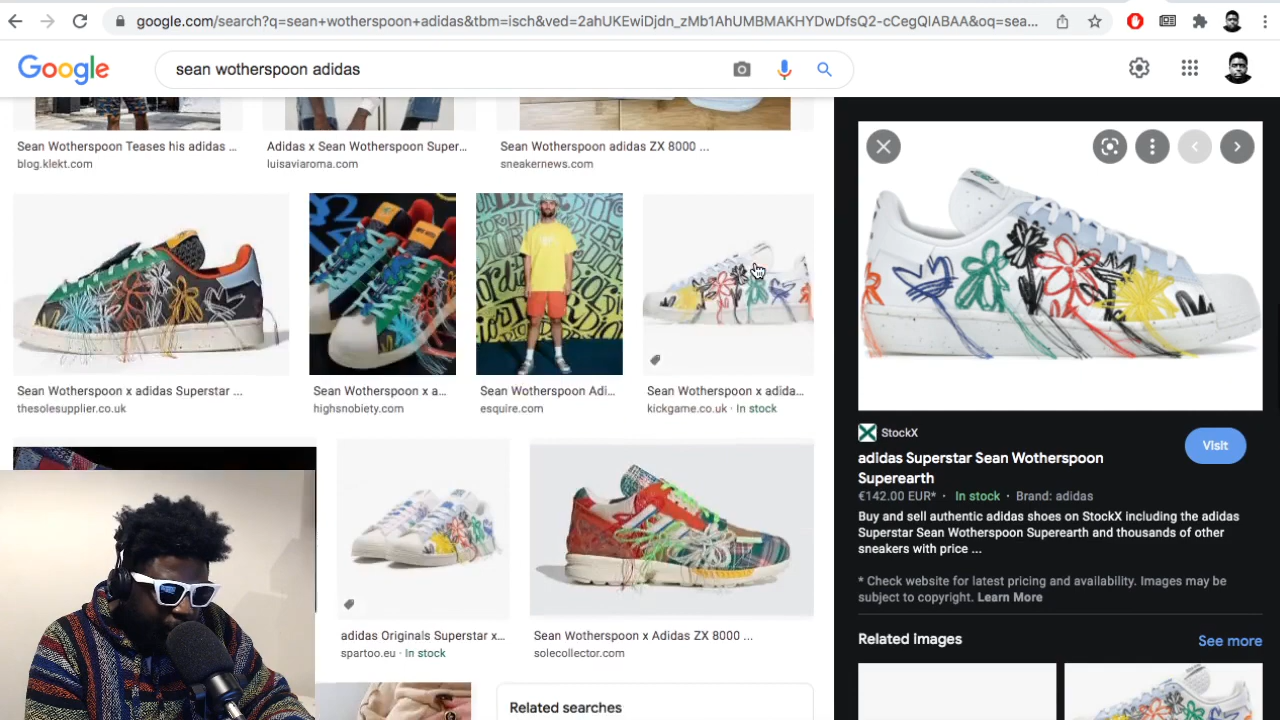 google.com/search?q=sean+wotherspoon+adidas&tbm=isch&ved=2ahUKEwiDjdn_zMb1AhUMBMAKHYDwDfsQ2-cCegQIABAA&oq=sea...
Google
sean wotherspoon adidas
Sean Wotherspoon Teases his adidas ...
blog.klekt.com
Adidas x Sean Wotherspoon Super...
luisaviaroma.com
Sean Wotherspoon adidas ZX 8000 ...
sneakernews.com
Sean Wotherspoon x adidas Superstar ...
thesolesupplier.co.uk
Sean Wotherspoon x a...
highsnobiety.com
Sean Wotherspoon Adi...
esquire.com
Sean Wotherspoon x adida...
kickgame.co.uk · In stock
adidas Originals Superstar x...
spartoo.eu · In stock
Sean Wotherspoon x Adidas ZX 8000 ...
solecollector.com
Related searches
StockX
adidas Superstar Sean Wotherspoon
Superearth
Visit
€142.00 EUR* · In stock · Brand: adidas
Buy and sell authentic adidas shoes on StockX including the adidas
Superstar Sean Wotherspoon Superearth and thousands of other
sneakers with price ...
* Check website for latest pricing and availability. Images may be
subject to copyright. Learn More
Related images
See more